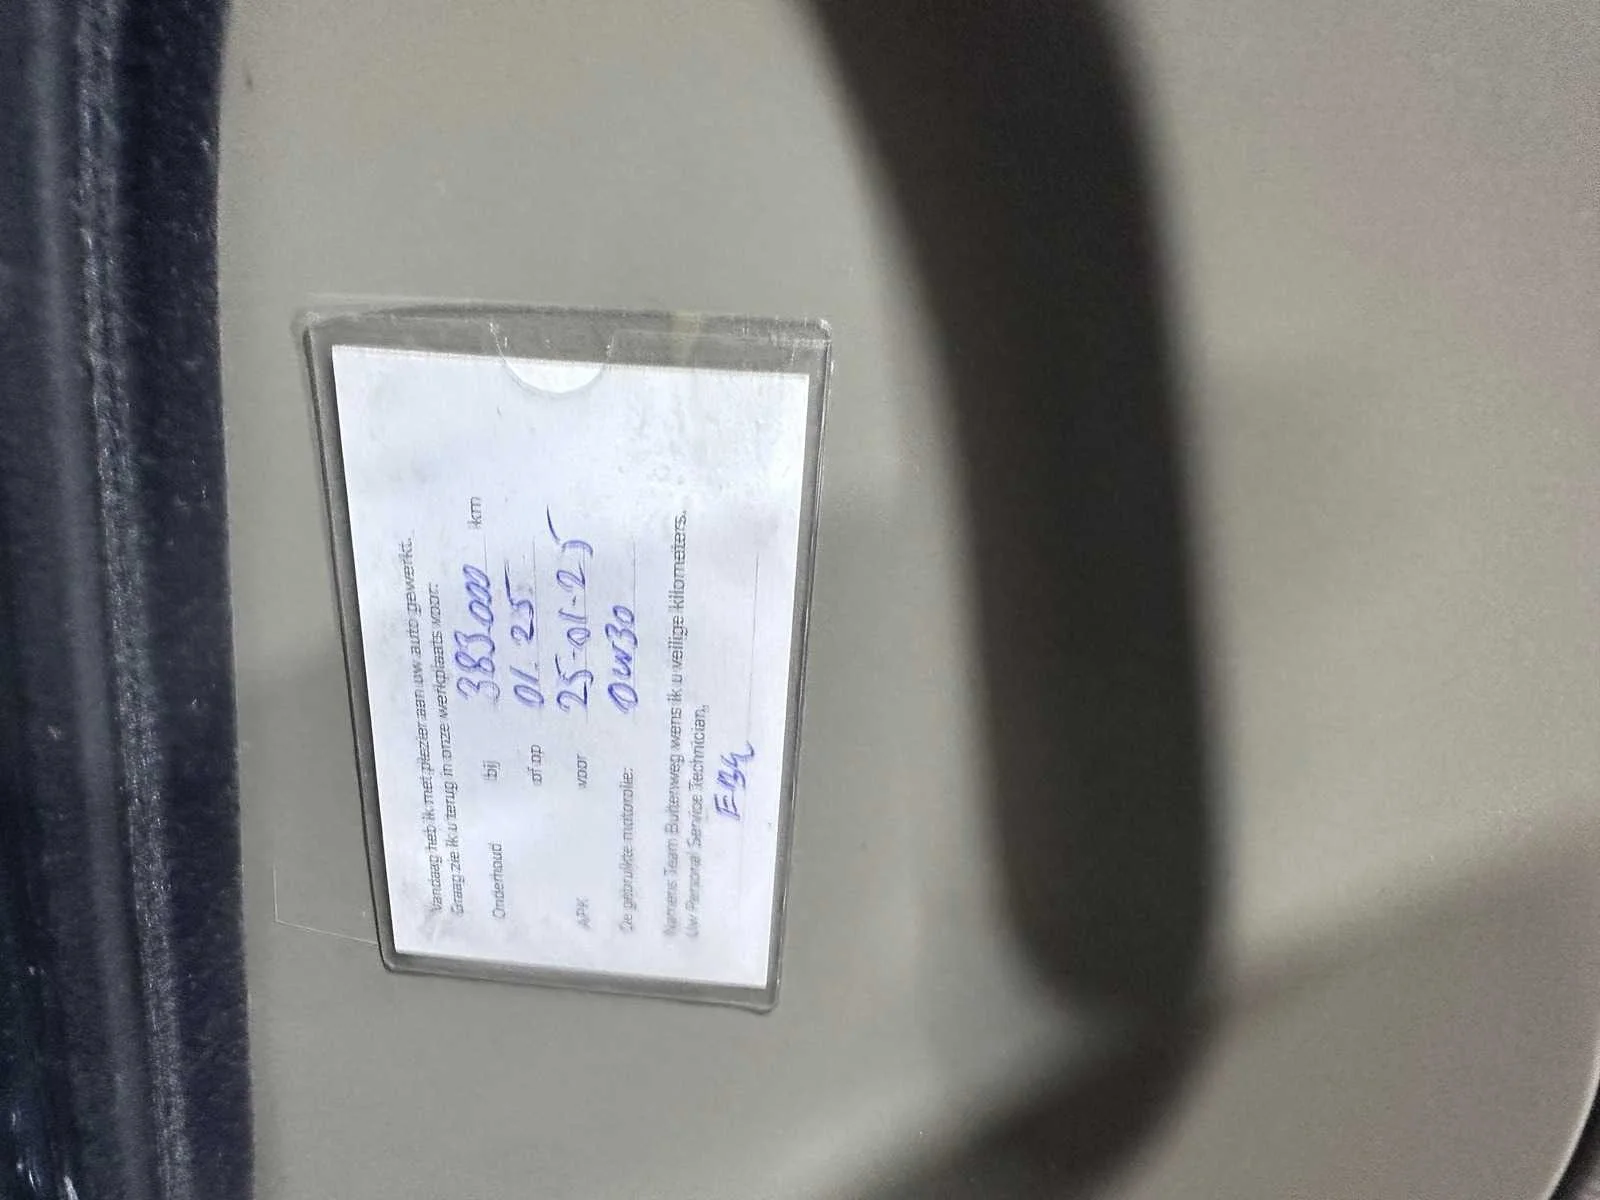 Vandaag heb ik met plezier aan uw auto gewerkt.
Graag zie ik u terug in onze werkplaats voor:
Onderhoud bij 383.000 km
of op 01.25
APK voor 25-01-25
De gebruikte motorolie: 0W30
Namens Team Buitenweg wens ik u veilige kilometers.
Uw Personal Service Technician,